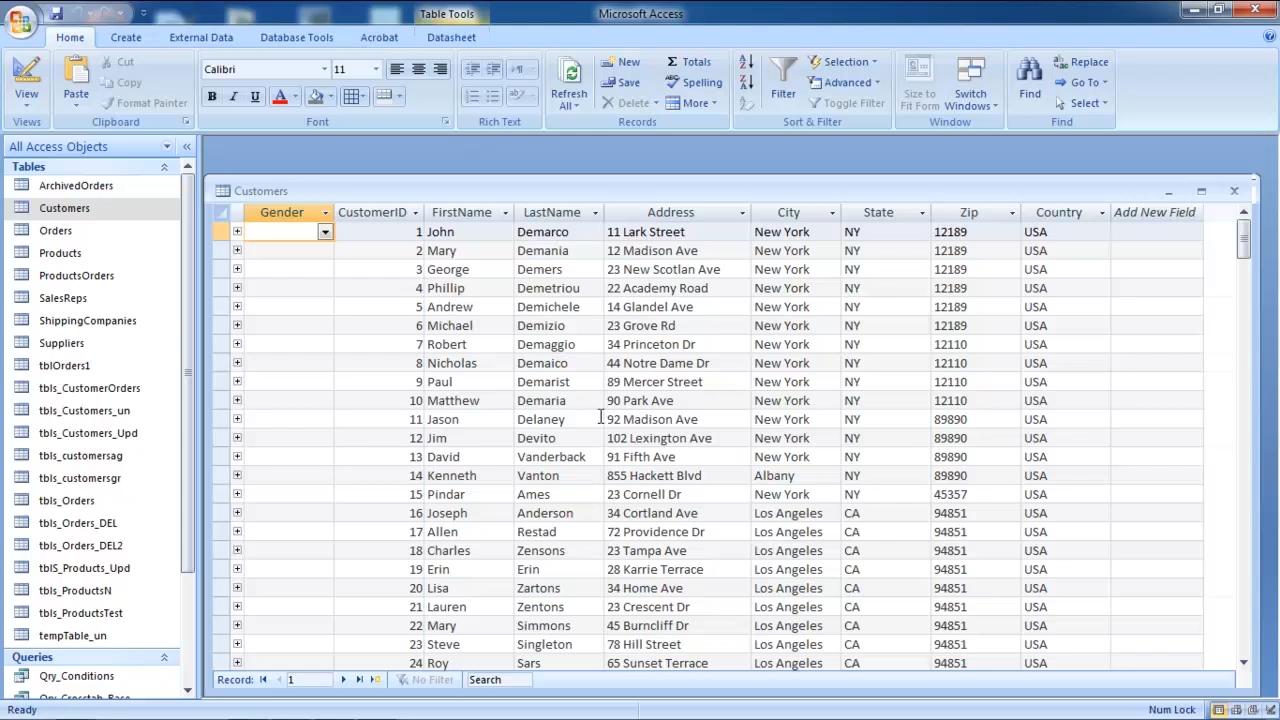 Table Tools
Microsoft Access
Home
Create
External Data
Database Tools
Acrobat
Datasheet
View
Views
Paste
Cut
Copy
Format Painter
Clipboard
Calibri
11
B I U
A
Font
Rich Text
Refresh All
New
Save
Delete
Totals
Spelling
More
Records
Filter
Selection
Advanced
Toggle Filter
Sort & Filter
Size to Fit Form
Switch Windows
Window
Find
Replace
Go To
Select
Find
All Access Objects
Tables
ArchivedOrders
Customers
Orders
Products
ProductsOrders
SalesReps
ShippingCompanies
Suppliers
tblOrders1
tbls_CustomerOrders
tbls_Customers_un
tbls_Customers_Upd
tbls_customersag
tbls_customersgr
tbls_Orders
tbls_Orders_DEL
tbls_Orders_DEL2
tblS_Products_Upd
tbls_ProductsN
tbls_ProductsTest
tempTable_un
Queries
Qry_Conditions
Qry_Crosstab_Base
Customers
Gender CustomerID FirstName LastName Address City State Zip Country Add New Field
1 John Demarco 11 Lark Street New York NY 12189 USA
2 Mary Demania 12 Madison Ave New York NY 12189 USA
3 George Demers 23 New Scotlan Ave New York NY 12189 USA
4 Phillip Demetriou 22 Academy Road New York NY 12189 USA
5 Andrew Demichele 14 Glandel Ave New York NY 12189 USA
6 Michael Demizio 23 Grove Rd New York NY 12189 USA
7 Robert Demaggio 34 Princeton Dr New York NY 12110 USA
8 Nicholas Demaico 44 Notre Dame Dr New York NY 12110 USA
9 Paul Demarist 89 Mercer Street New York NY 12110 USA
10 Matthew Demaria 90 Park Ave New York NY 12110 USA
11 Jason Delaney 92 Madison Ave New York NY 89890 USA
12 Jim Devito 102 Lexington Ave New York NY 89890 USA
13 David Vanderback 91 Fifth Ave New York NY 89890 USA
14 Kenneth Vanton 855 Hackett Blvd Albany NY 89890 USA
15 Pindar Ames 23 Cornell Dr New York NY 45357 USA
16 Joseph Anderson 34 Cortland Ave Los Angeles CA 94851 USA
17 Allen Restad 72 Providence Dr Los Angeles CA 94851 USA
18 Charles Zensons 23 Tampa Ave Los Angeles CA 94851 USA
19 Erin Erin 28 Karrie Terrace Los Angeles CA 94851 USA
20 Lisa Zartons 34 Home Ave Los Angeles CA 94851 USA
21 Lauren Zentons 23 Crescent Dr Los Angeles CA 94851 USA
22 Mary Simmons 45 Burncliff Dr Los Angeles CA 94851 USA
23 Steve Singleton 78 Hill Street Los Angeles CA 94851 USA
24 Roy Sars 65 Sunset Terrace Los Angeles CA 94851 USA
Record: 1 No Filter Search
Ready
Num Lock